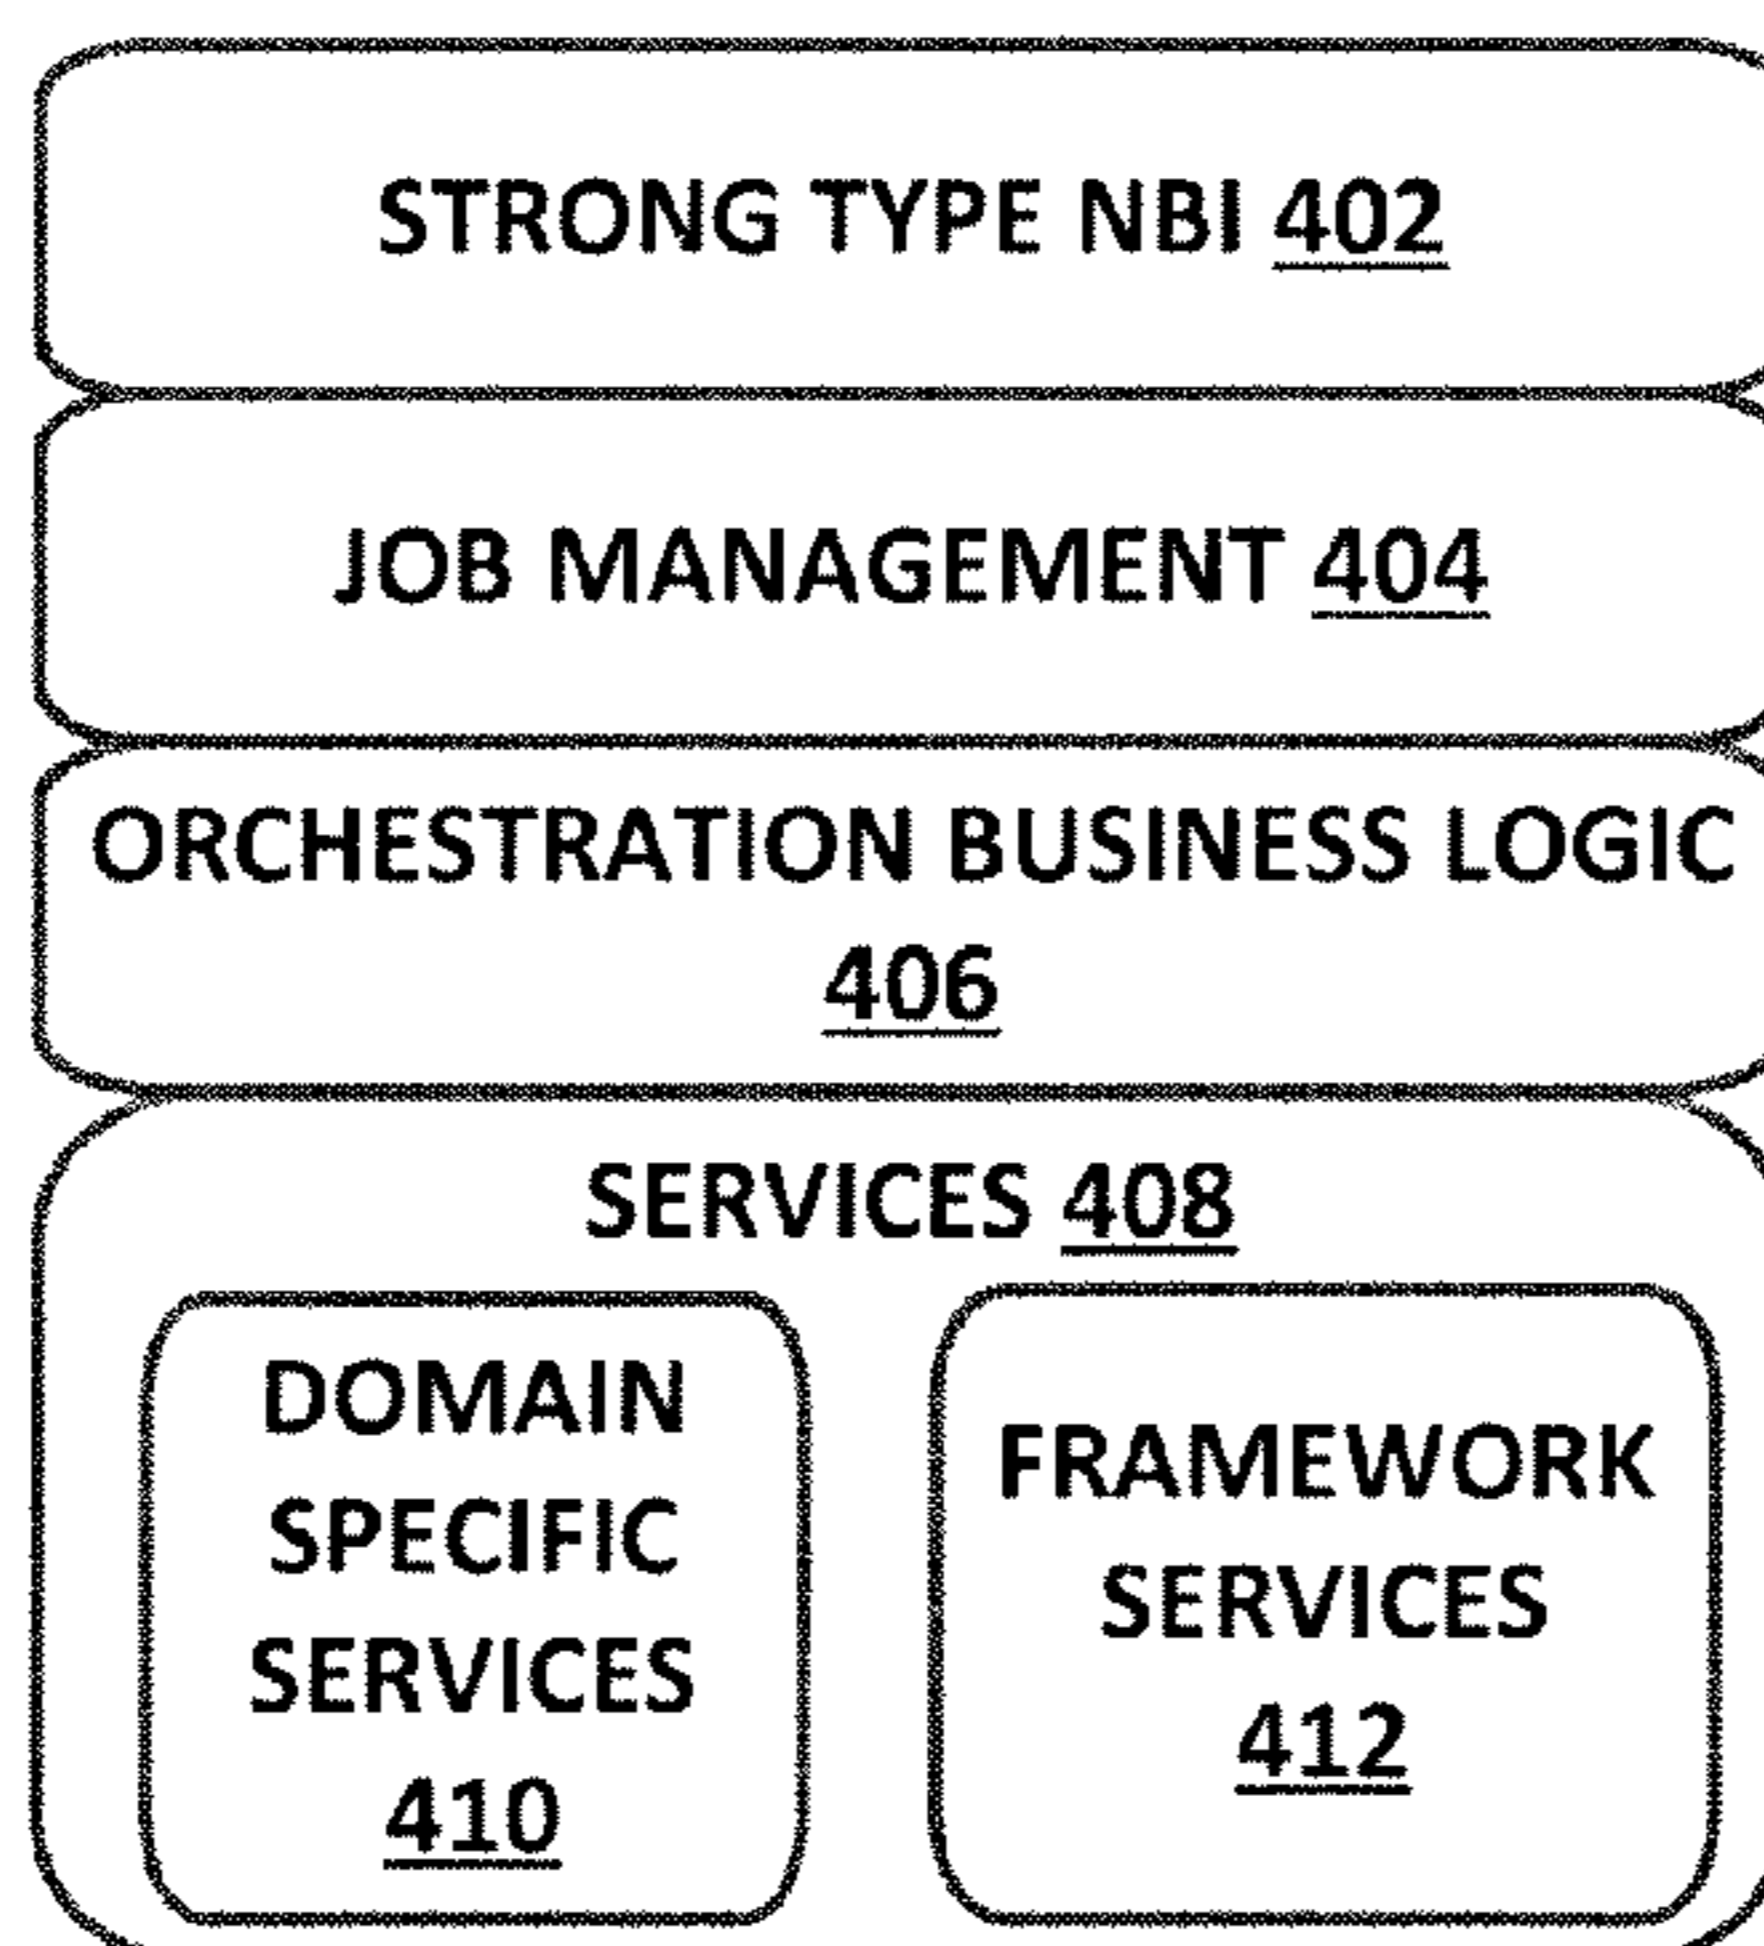 STRONG TYPE NBI 402
JOB MANAGEMENT 404
ORCHESTRATION BUSINESS LOGIC
406
SERVICES 408
DOMAIN
SPECIFIC
SERVICES
410
FRAMEWORK
SERVICES
412